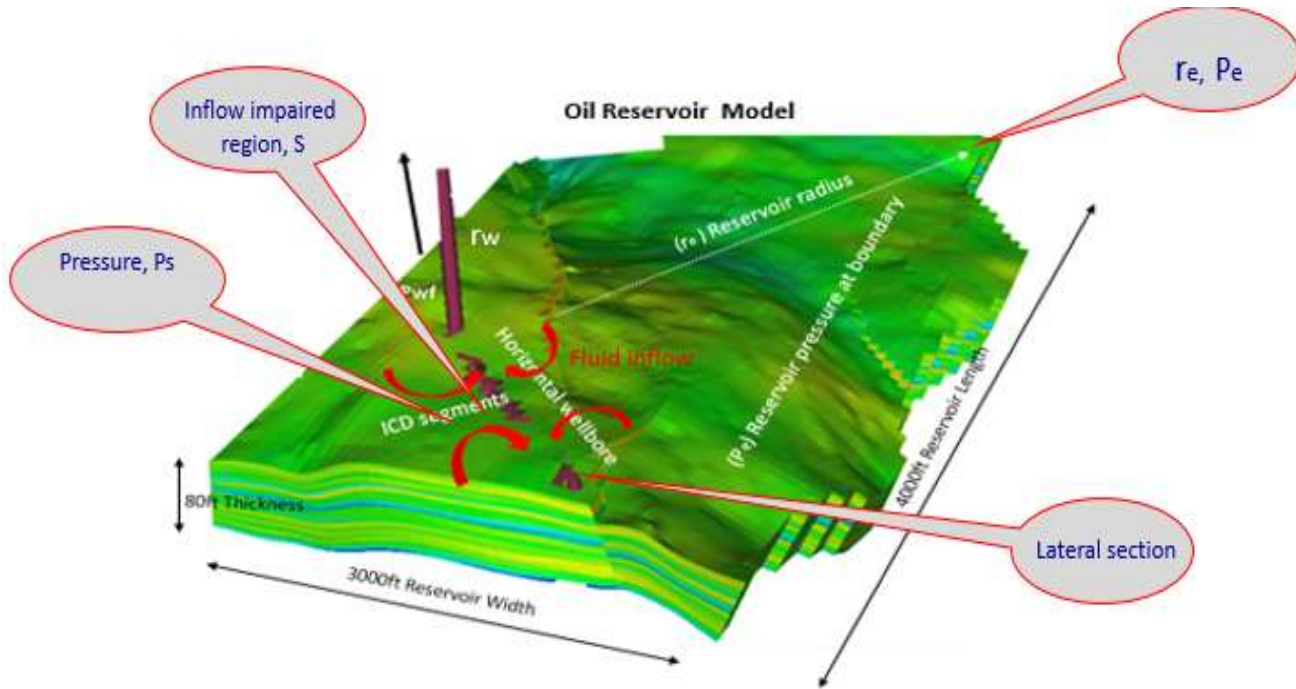 rₑ, Pₑ
Inflow impaired
region, S
Oil Reservoir Model
(rₑ) Reservoir radius
rw
Pressure, Ps
Pwf
Fluid inflow
Horizontal wellbore
ICD segments
(Pₑ) Reservoir pressure at boundary
4000ft Reservoir Length
80ft Thickness
Lateral section
3000ft Reservoir Width